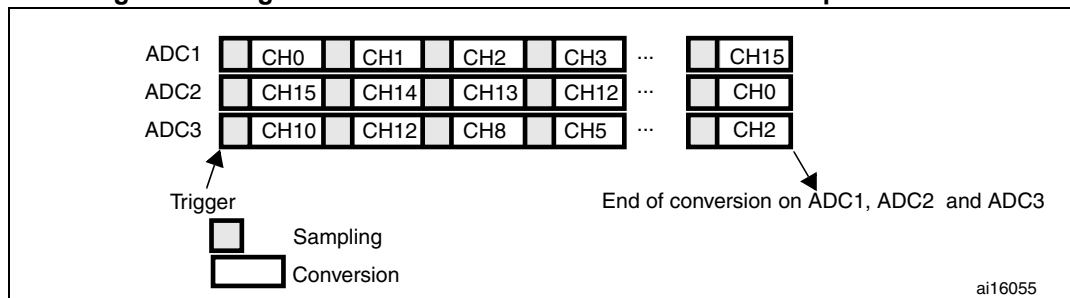 ADC1 CH0 CH1 CH2 CH3 ... CH15
ADC2 CH15 CH14 CH13 CH12 ... CH0
ADC3 CH10 CH12 CH8 CH5 ... CH2
Trigger
End of conversion on ADC1, ADC2 and ADC3
Sampling
Conversion
ai16055